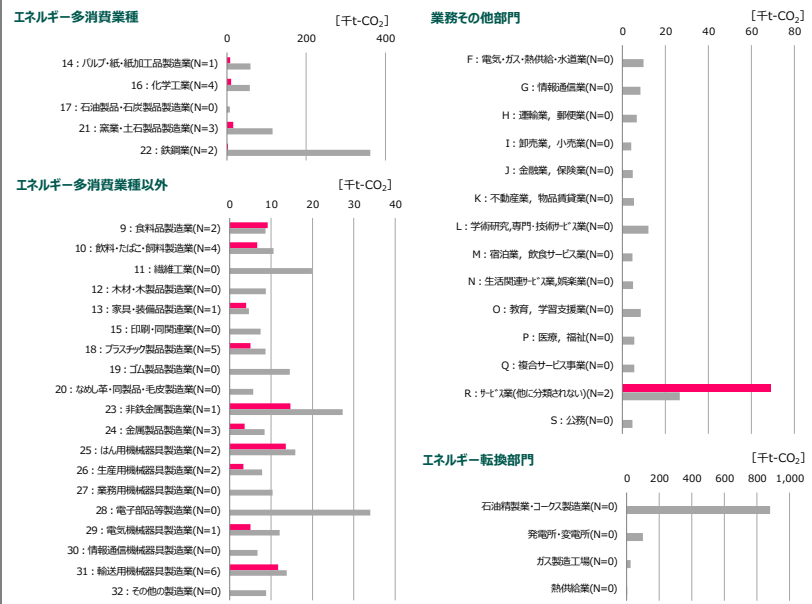 エネルギー多消費業種
[千t-CO2]
0 200 400
14：パルプ・紙・紙加工品製造業(N=1)
16：化学工業(N=4)
17：石油製品・石炭製品製造業(N=0)
21：窯業・土石製品製造業(N=3)
22：鉄鋼業(N=2)
エネルギー多消費業種以外
[千t-CO2]
0 10 20 30 40
9：食料品製造業(N=2)
10：飲料・たばこ・飼料製造業(N=4)
11：繊維工業(N=0)
12：木材・木製品製造業(N=0)
13：家具・装備品製造業(N=1)
15：印刷・同関連業(N=0)
18：プラスチック製品製造業(N=5)
19：ゴム製品製造業(N=0)
20：なめし革・同製品・毛皮製造業(N=0)
23：非鉄金属製造業(N=1)
24：金属製品製造業(N=3)
25：はん用機械器具製造業(N=2)
26：生産用機械器具製造業(N=2)
27：業務用機械器具製造業(N=0)
28：電子部品等製造業(N=0)
29：電気機械器具製造業(N=1)
30：情報通信機械器具製造業(N=0)
31：輸送用機械器具製造業(N=6)
32：その他の製造業(N=0)
業務その他部門
[千t-CO2]
0 20 40 60 80
F：電気・ガス・熱供給・水道業(N=0)
G：情報通信業(N=0)
H：運輸業，郵便業(N=0)
I：卸売業，小売業(N=0)
J：金融業，保険業(N=0)
K：不動産業，物品賃貸業(N=0)
L：学術研究,専門・技術サービス業(N=0)
M：宿泊業，飲食サービス業(N=0)
N：生活関連サービス業,娯楽業(N=0)
O：教育，学習支援業(N=0)
P：医療，福祉(N=0)
Q：複合サービス事業(N=0)
R：サービス業(他に分類されない)(N=2)
S：公務(N=0)
エネルギー転換部門
[千t-CO2]
0 200 400 600 800 1,000
石油精製業・コークス製造業(N=0)
発電所・変電所(N=0)
ガス製造工場(N=0)
熱供給業(N=0)